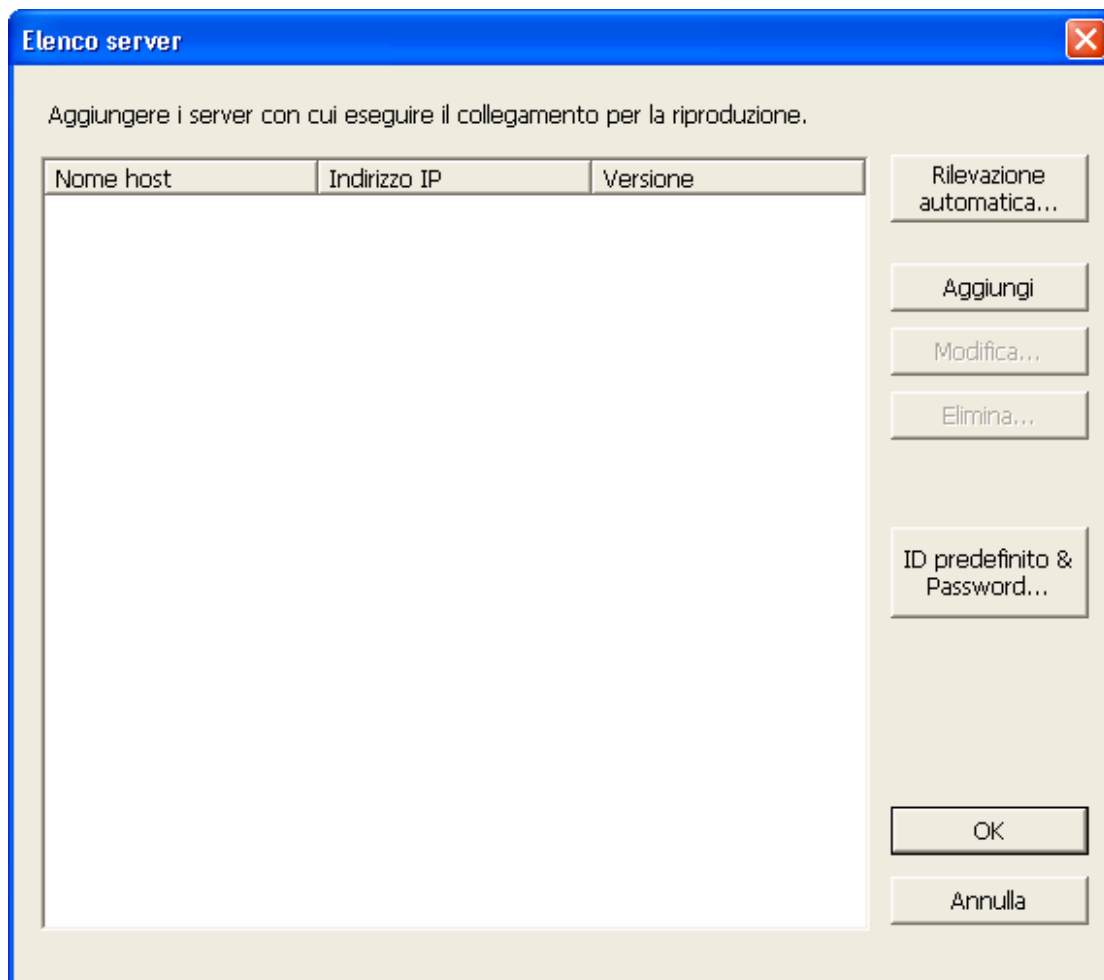 Elenco server
Aggiungere i server con cui eseguire il collegamento per la riproduzione.
Nome host Indirizzo IP Versione
Rilevazione
automatica...
Aggiungi
Modifica...
Elimina...
ID predefinito &
Password...
OK
Annulla